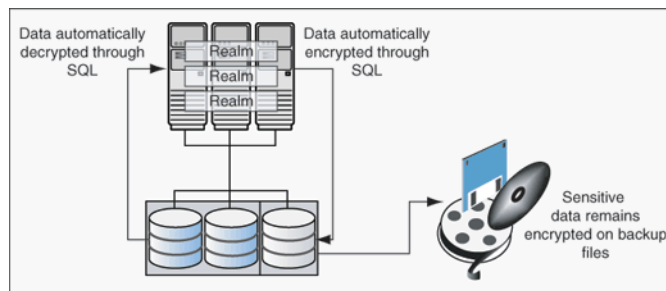 Data automatically
decrypted through
SQL
Realm
Realm
Realm
Data automatically
encrypted through
SQL
Sensitive
data remains
encrypted on backup
files